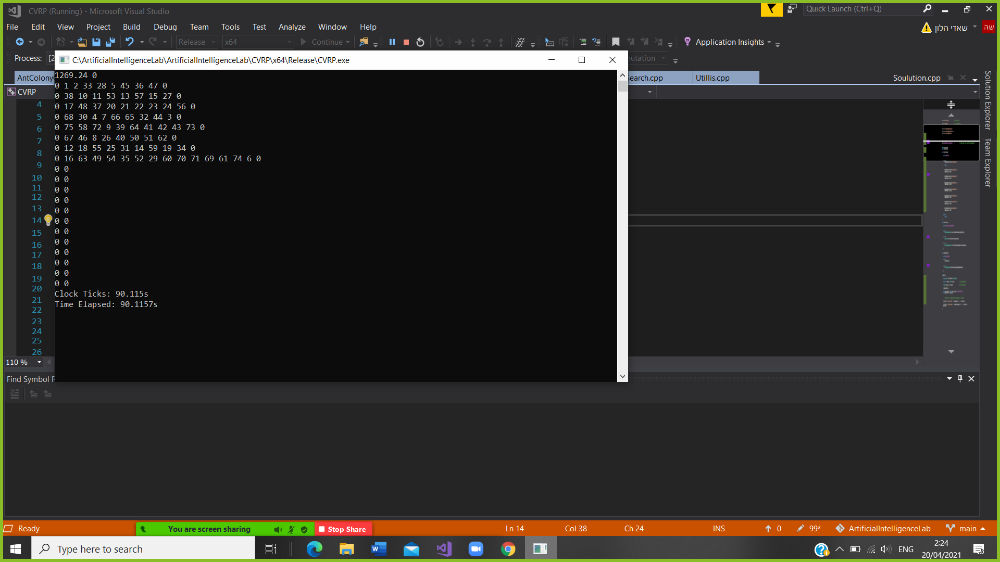 CVRP (Running) - Microsoft Visual Studio
Quick Launch (Ctrl+Q)
File Edit View Project Build Debug Team Tools Test Analyze Window Help
שאדי הלון
שה
Release x64 Continue Application Insights
Process: [2
C:\ArtificialIntelligenceLab\ArtificialIntelligenceLab\CVRP\x64\Release\CVRP.exe
AntColony
Search.cpp Utillis.cpp Soulution.cpp
CVRP
Solution Explorer
Team Explorer
1269.24 0
0 1 2 33 28 5 45 36 47 0
0 38 10 11 53 13 57 15 27 0
0 17 48 37 20 21 22 23 24 56 0
0 68 30 4 7 66 65 32 44 3 0
0 75 58 72 9 39 64 41 42 43 73 0
0 67 46 8 26 40 50 51 62 0
0 12 18 55 25 31 14 59 19 34 0
0 16 63 49 54 35 52 29 60 70 71 69 61 74 6 0
0 0
0 0
0 0
0 0
0 0
0 0
0 0
0 0
0 0
0 0
0 0
0 0
Clock Ticks: 90.115s
Time Elapsed: 90.1157s
4
5
6
7
8
9
10
11
12
13
14
15
16
17
18
19
20
21
22
23
24
25
26
110 %
Find Symbol
Ready
You are screen sharing
Stop Share
Ln 14 Col 38 Ch 24 INS 0 99* ArtificialIntelligenceLab main
Type here to search
ENG
2:24
20/04/2021